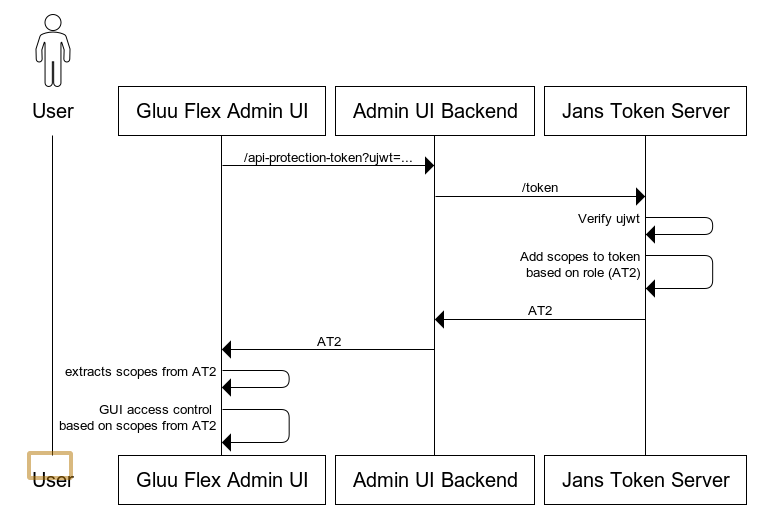 User
Gluu Flex Admin UI
Admin UI Backend
Jans Token Server
/api-protection-token?ujwt=...
/token
Verify ujwt
Add scopes to token
based on role (AT2)
AT2
AT2
extracts scopes from AT2
GUI access control
based on scopes from AT2
User
Gluu Flex Admin UI
Admin UI Backend
Jans Token Server